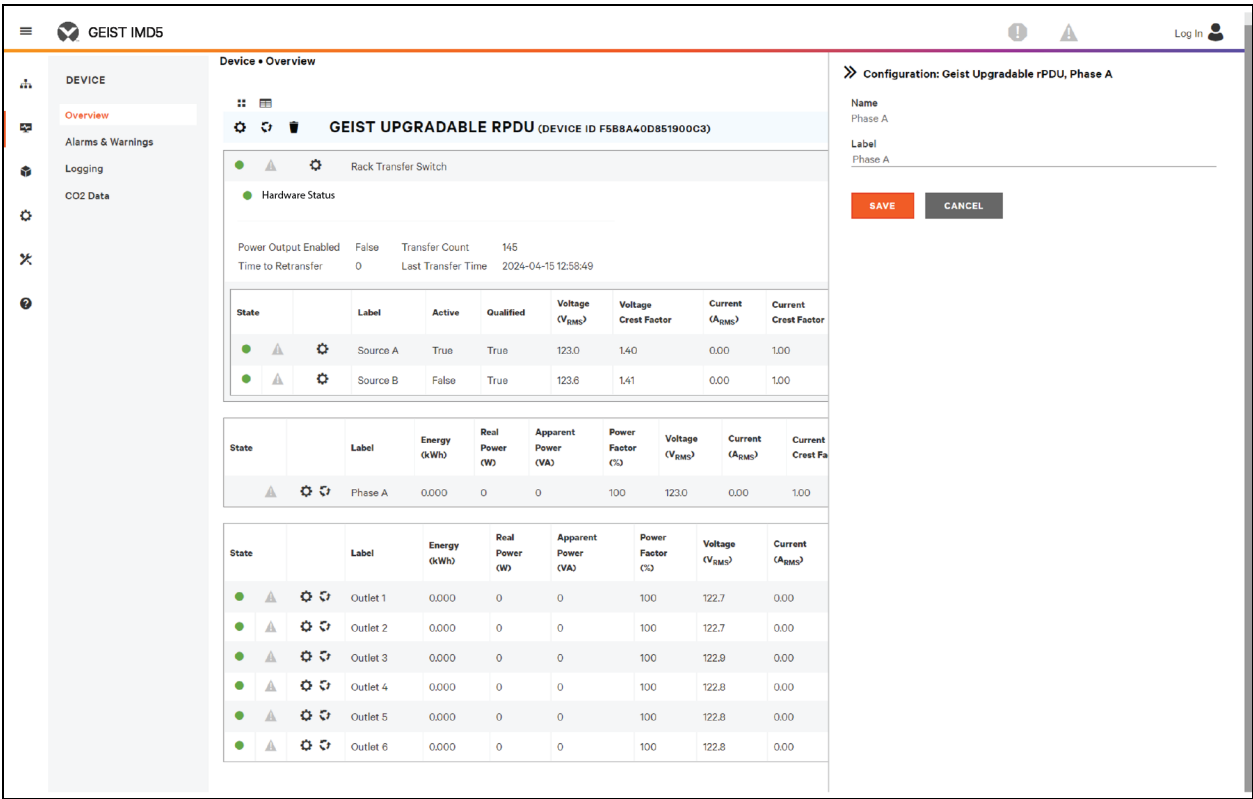 GEIST IMD5
Log In
DEVICE
Overview
Alarms & Warnings
Logging
CO2 Data
Device • Overview
GEIST UPGRADABLE RPDU (DEVICE ID F5B8A40D851900C3)
Rack Transfer Switch
Hardware Status
Power Output Enabled False Transfer Count 145
Time to Retransfer 0 Last Transfer Time 2024-04-15 12:58:49
State Label Active Qualified Voltage (VRMS) Voltage Crest Factor Current (ARMS) Current Crest Factor
Source A True True 123.0 1.40 0.00 1.00
Source B False True 123.6 1.41 0.00 1.00
State Label Energy (kWh) Real Power (W) Apparent Power (VA) Power Factor (%) Voltage (VRMS) Current (ARMS) Current Crest Fa
Phase A 0.000 0 0 100 123.0 0.00 1.00
State Label Energy (kWh) Real Power (W) Apparent Power (VA) Power Factor (%) Voltage (VRMS) Current (ARMS)
Outlet 1 0.000 0 0 100 122.7 0.00
Outlet 2 0.000 0 0 100 122.7 0.00
Outlet 3 0.000 0 0 100 122.9 0.00
Outlet 4 0.000 0 0 100 122.8 0.00
Outlet 5 0.000 0 0 100 122.8 0.00
Outlet 6 0.000 0 0 100 122.8 0.00
Configuration: Geist Upgradable rPDU, Phase A
Name
Phase A
Label
Phase A
SAVE CANCEL